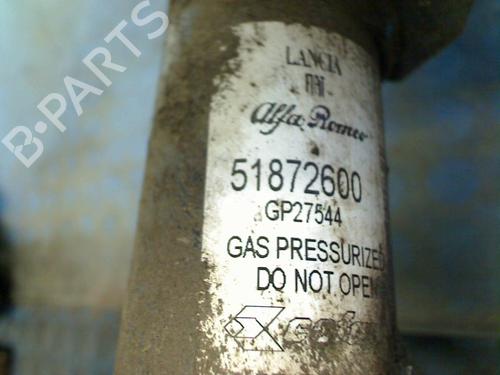 B-PARTS
LANCIA
FIAT
Alfa Romeo
51872600
GP27544
GAS PRESSURIZED
DO NOT OPEN